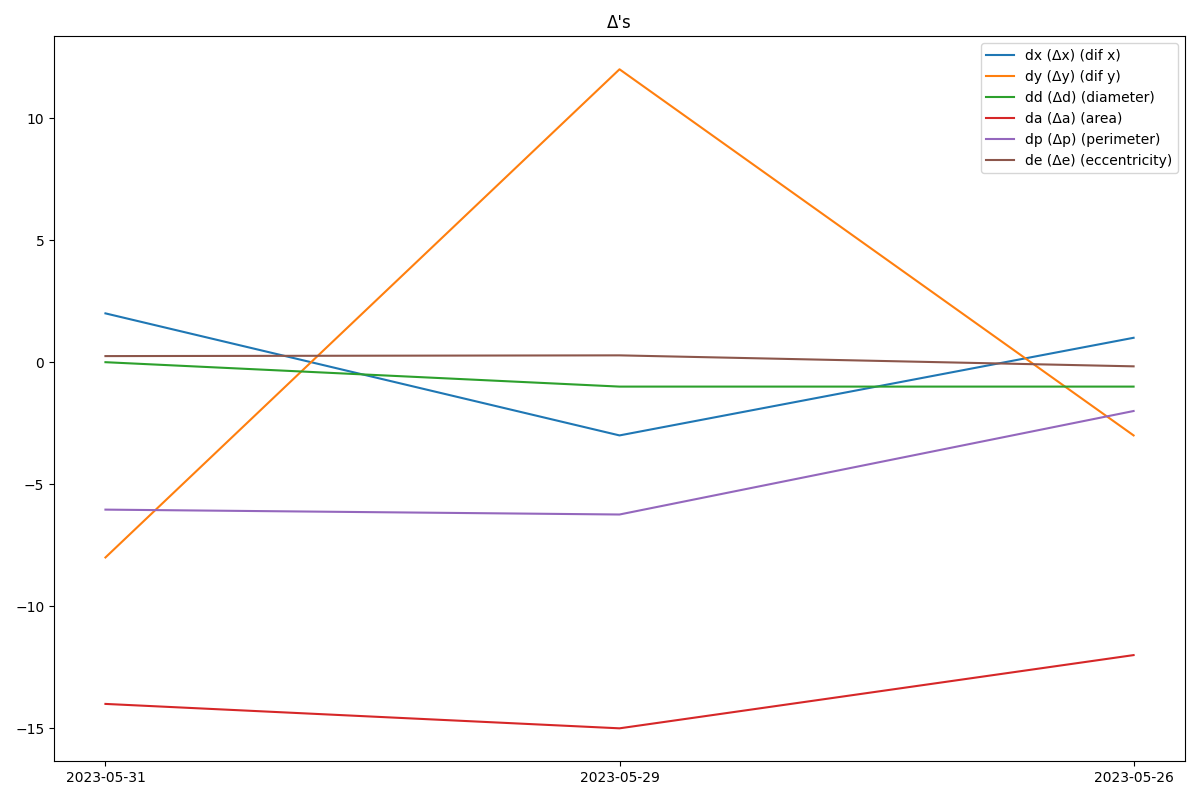 Δ's
dx (Δx) (dif x)
dy (Δy) (dif y)
dd (Δd) (diameter)
da (Δa) (area)
dp (Δp) (perimeter)
de (Δe) (eccentricity)
10
5
0
−5
−10
−15
2023-05-31 2023-05-29 2023-05-26